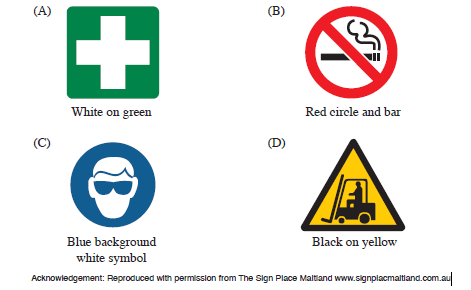 (A)
(B)
White on green
Red circle and bar
(C)
(D)
Blue background
white symbol
Black on yellow
Acknowledgement: Reproduced with permission from The Sign Place Maitland www.signplacmaitland.com.au